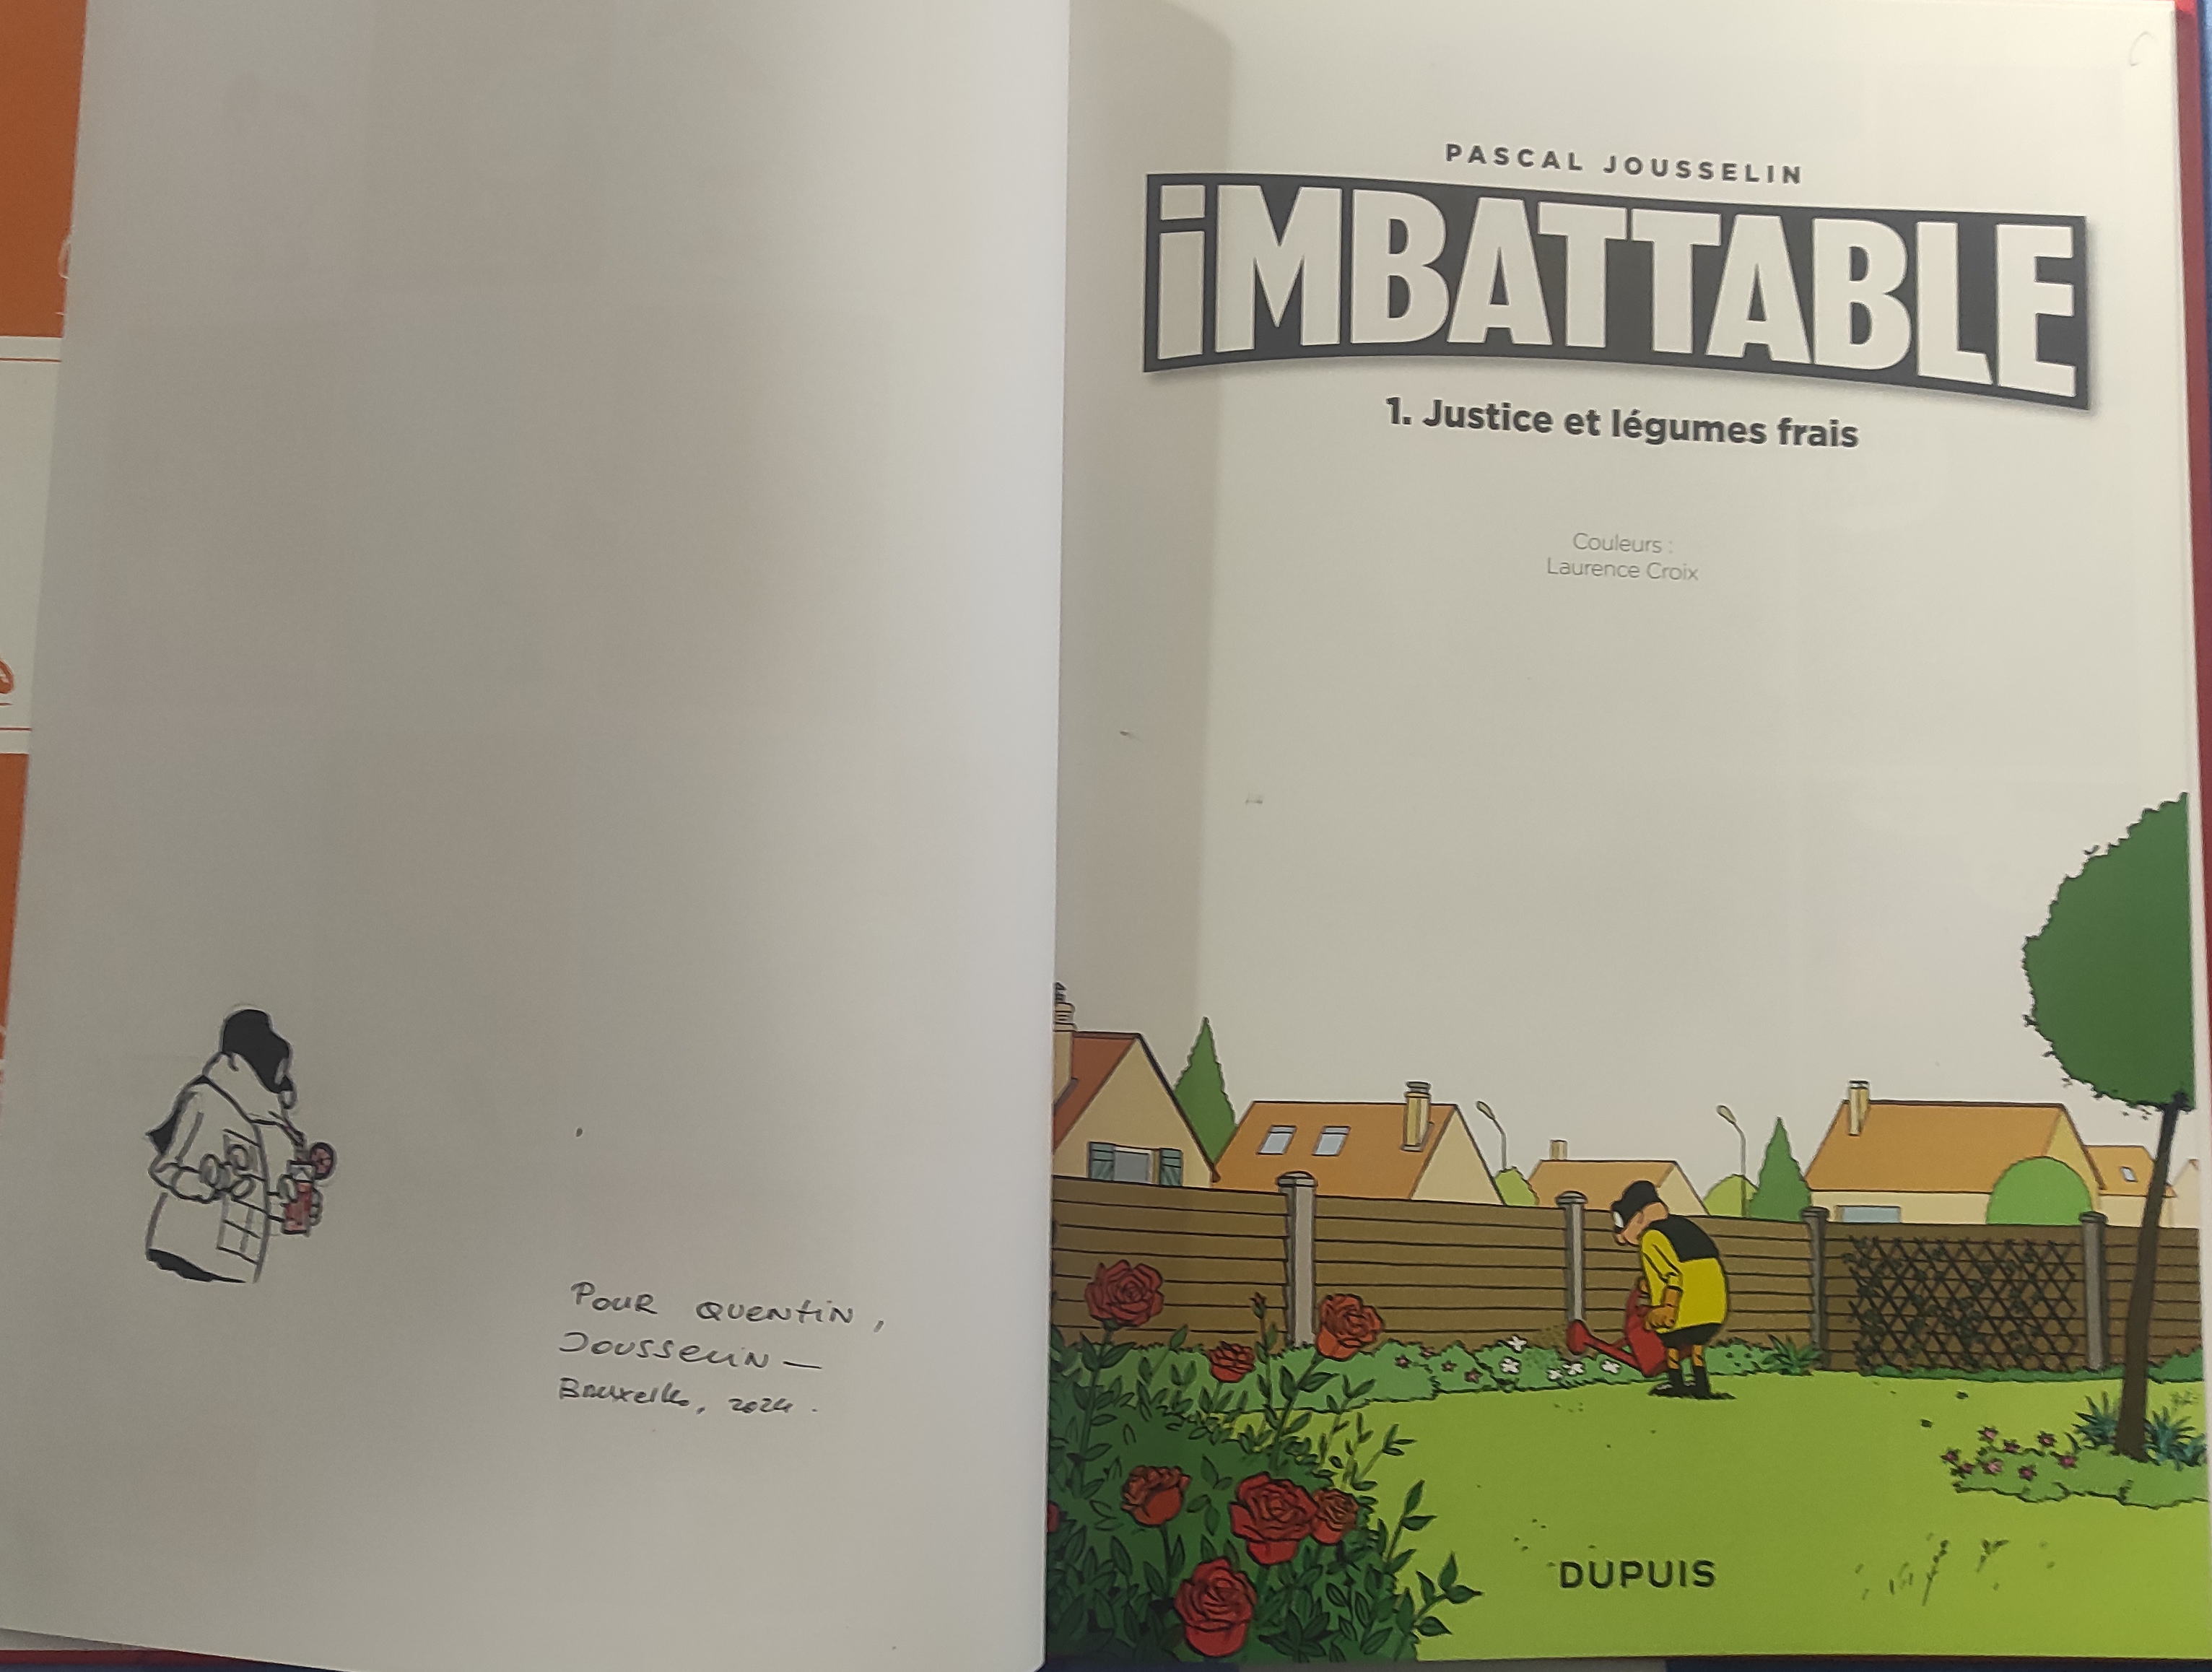 POUR QUENTIN,
JOUSSELIN —
Bruxelles, 2024.
PASCAL JOUSSELIN
iMBATTABLE
1. Justice et légumes frais
Couleurs :
Laurence Croix
DUPUIS